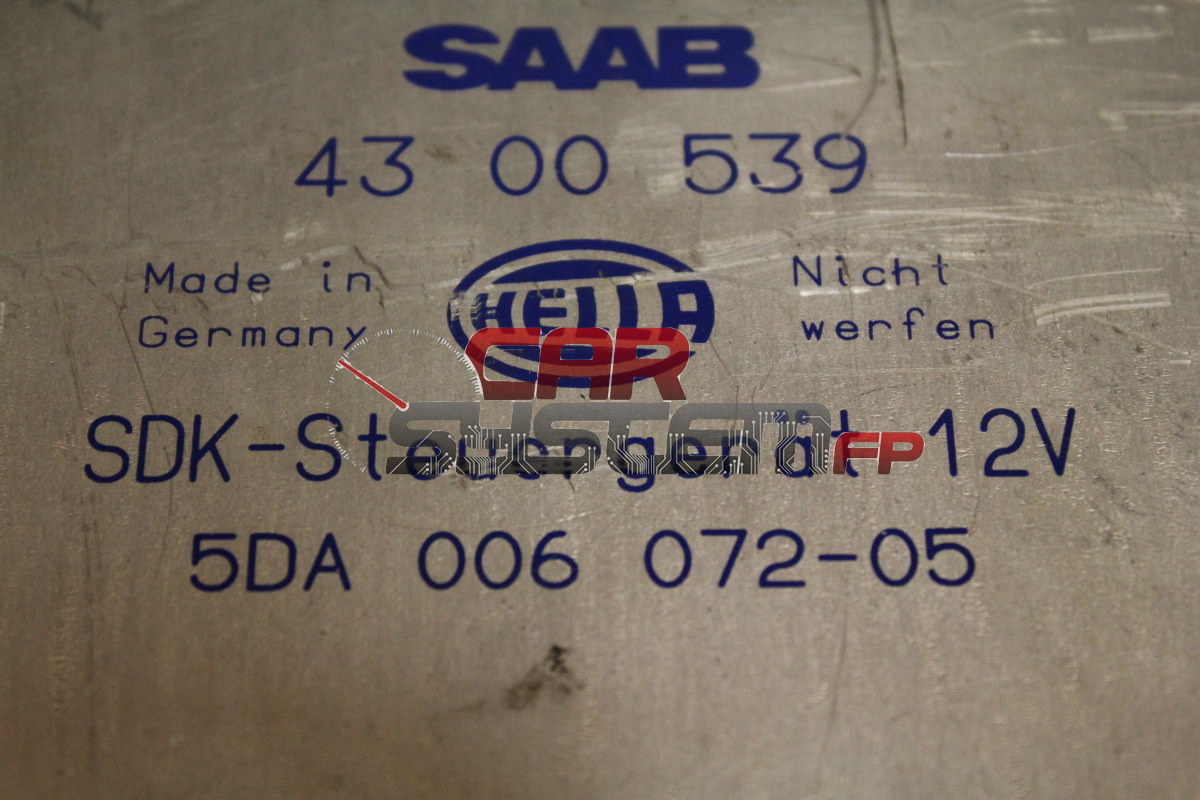 SAAB
43 00 539
Made in
Germany
HELLA
Nicht
werfen
CAR
SYSTEM FP
SDK-Steuergerät 12V
5DA 006 072-05